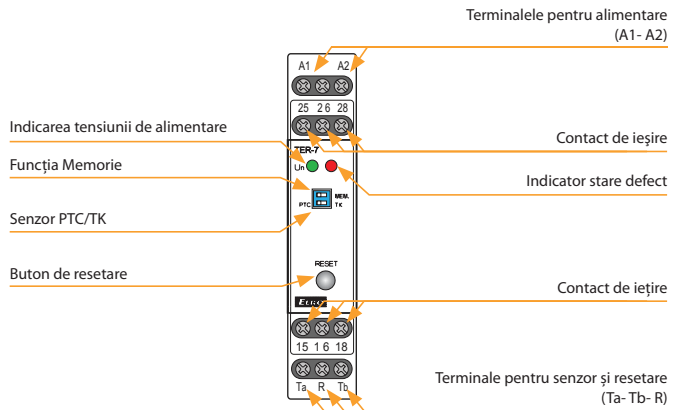 Terminalele pentru alimentare
(A1- A2)
A1 A2
25 26 28
Indicarea tensiunii de alimentare
Contact de ieşire
TER-7
Un
Funcția Memorie
Indicator stare defect
MEM.
PTC TK
Senzor PTC/TK
RESET
Buton de resetare
Contact de iețire
15 16 18
Ta R Tb
Terminale pentru senzor și resetare
(Ta- Tb- R)